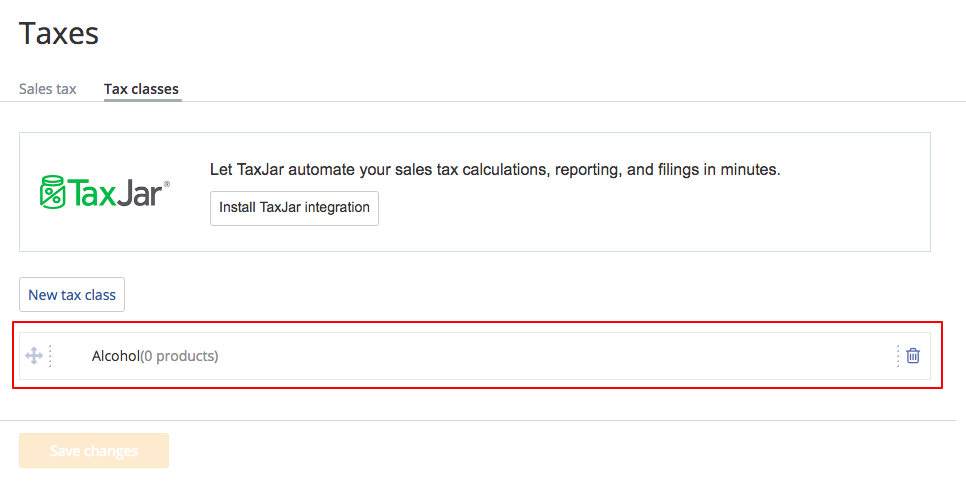 Taxes
Sales tax Tax classes
TaxJar®
Let TaxJar automate your sales tax calculations, reporting, and filings in minutes.
Install TaxJar integration
New tax class
Alcohol(0 products)
Save changes